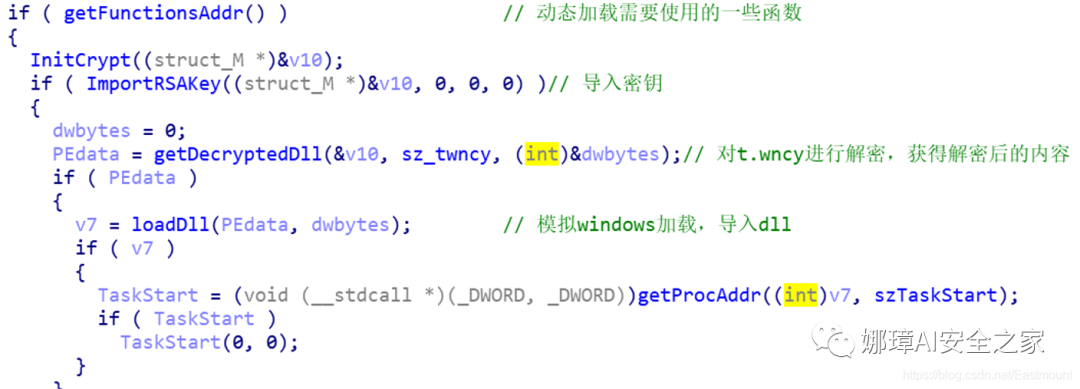 if ( getFunctionsAddr() ) // 动态加载需要使用的一些函数
{
InitCrypt((struct_M *)&v10);
if ( ImportRSAKey((struct_M *)&v10, 0, 0, 0) )// 导入密钥
{
dwbytes = 0;
PEdata = getDecryptedDll(&v10, sz_twncy, (int)&dwbytes);// 对t.wncy进行解密，获得解密后的内容
if ( PEdata )
{
v7 = loadDll(PEdata, dwbytes); // 模拟windows加载，导入dll
if ( v7 )
{
TaskStart = (void (__stdcall *)(_DWORD, _DWORD))getProcAddr((int)v7, szTaskStart);
if ( TaskStart )
TaskStart(0, 0);
}
娜璋AI安全之家
https://blog.csdn.net/Eastmount